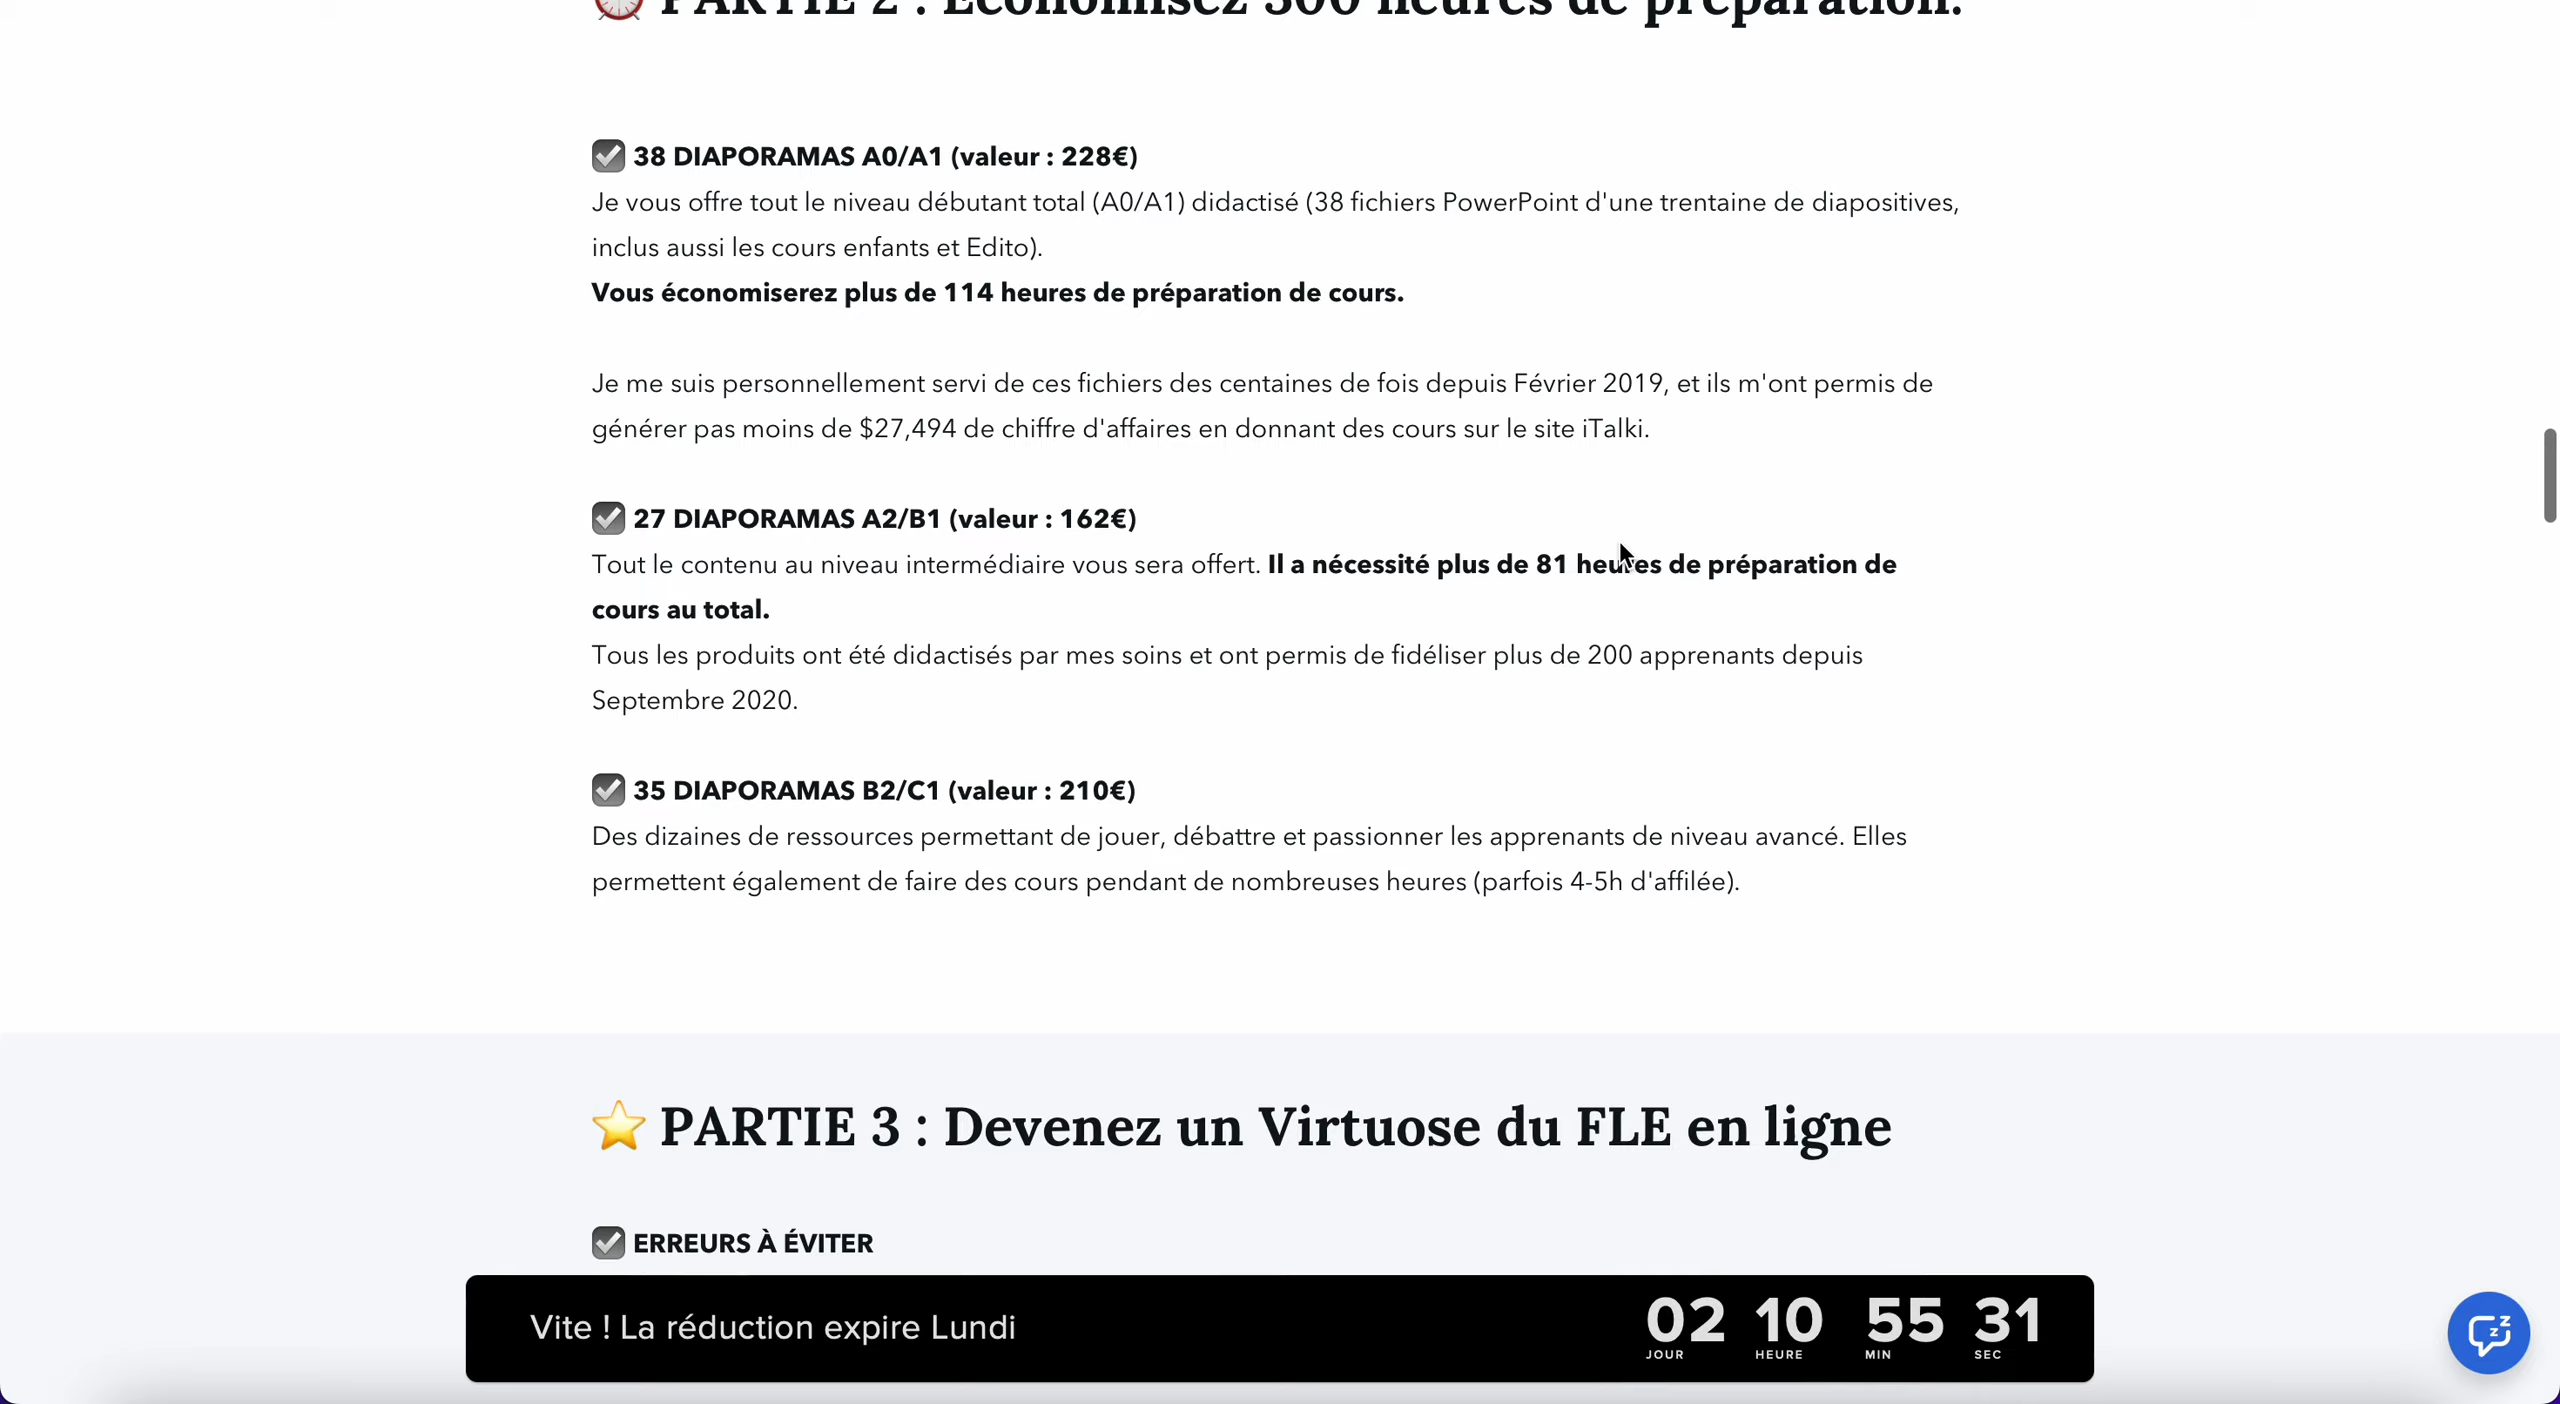 PARTIE 2 : Économisez 300 heures de préparation.
38 DIAPORAMAS A0/A1 (valeur : 228€)
Je vous offre tout le niveau débutant total (A0/A1) didactisé (38 fichiers PowerPoint d'une trentaine de diapositives,
inclus aussi les cours enfants et Edito).
Vous économiserez plus de 114 heures de préparation de cours.
Je me suis personnellement servi de ces fichiers des centaines de fois depuis Février 2019, et ils m'ont permis de
générer pas moins de $27,494 de chiffre d'affaires en donnant des cours sur le site iTalki.
27 DIAPORAMAS A2/B1 (valeur : 162€)
Tout le contenu au niveau intermédiaire vous sera offert. Il a nécessité plus de 81 heures de préparation de
cours au total.
Tous les produits ont été didactisés par mes soins et ont permis de fidéliser plus de 200 apprenants depuis
Septembre 2020.
35 DIAPORAMAS B2/C1 (valeur : 210€)
Des dizaines de ressources permettant de jouer, débattre et passionner les apprenants de niveau avancé. Elles
permettent également de faire des cours pendant de nombreuses heures (parfois 4-5h d'affilée).
PARTIE 3 : Devenez un Virtuose du FLE en ligne
ERREURS À ÉVITER
Vite ! La réduction expire Lundi
02 10 55 31
JOUR HEURE MIN SEC